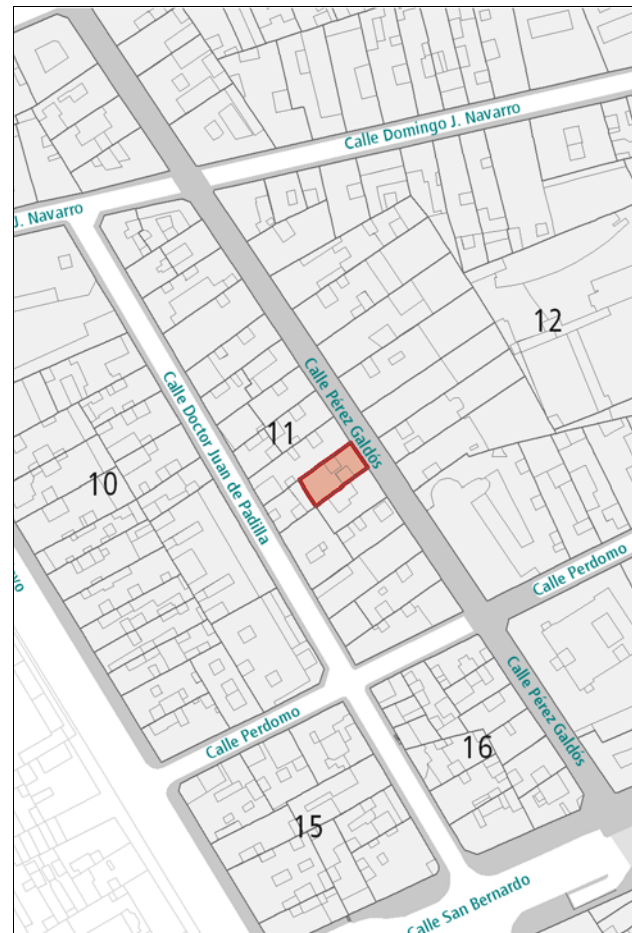 Calle Domingo J. Navarro
J. Navarro
12
Calle Pérez Galdós
Calle Doctor Juan de Padilla
11
10
Calle Perdomo
Calle Pérez Galdós
Calle Perdomo
16
15
Calle San Bernardo